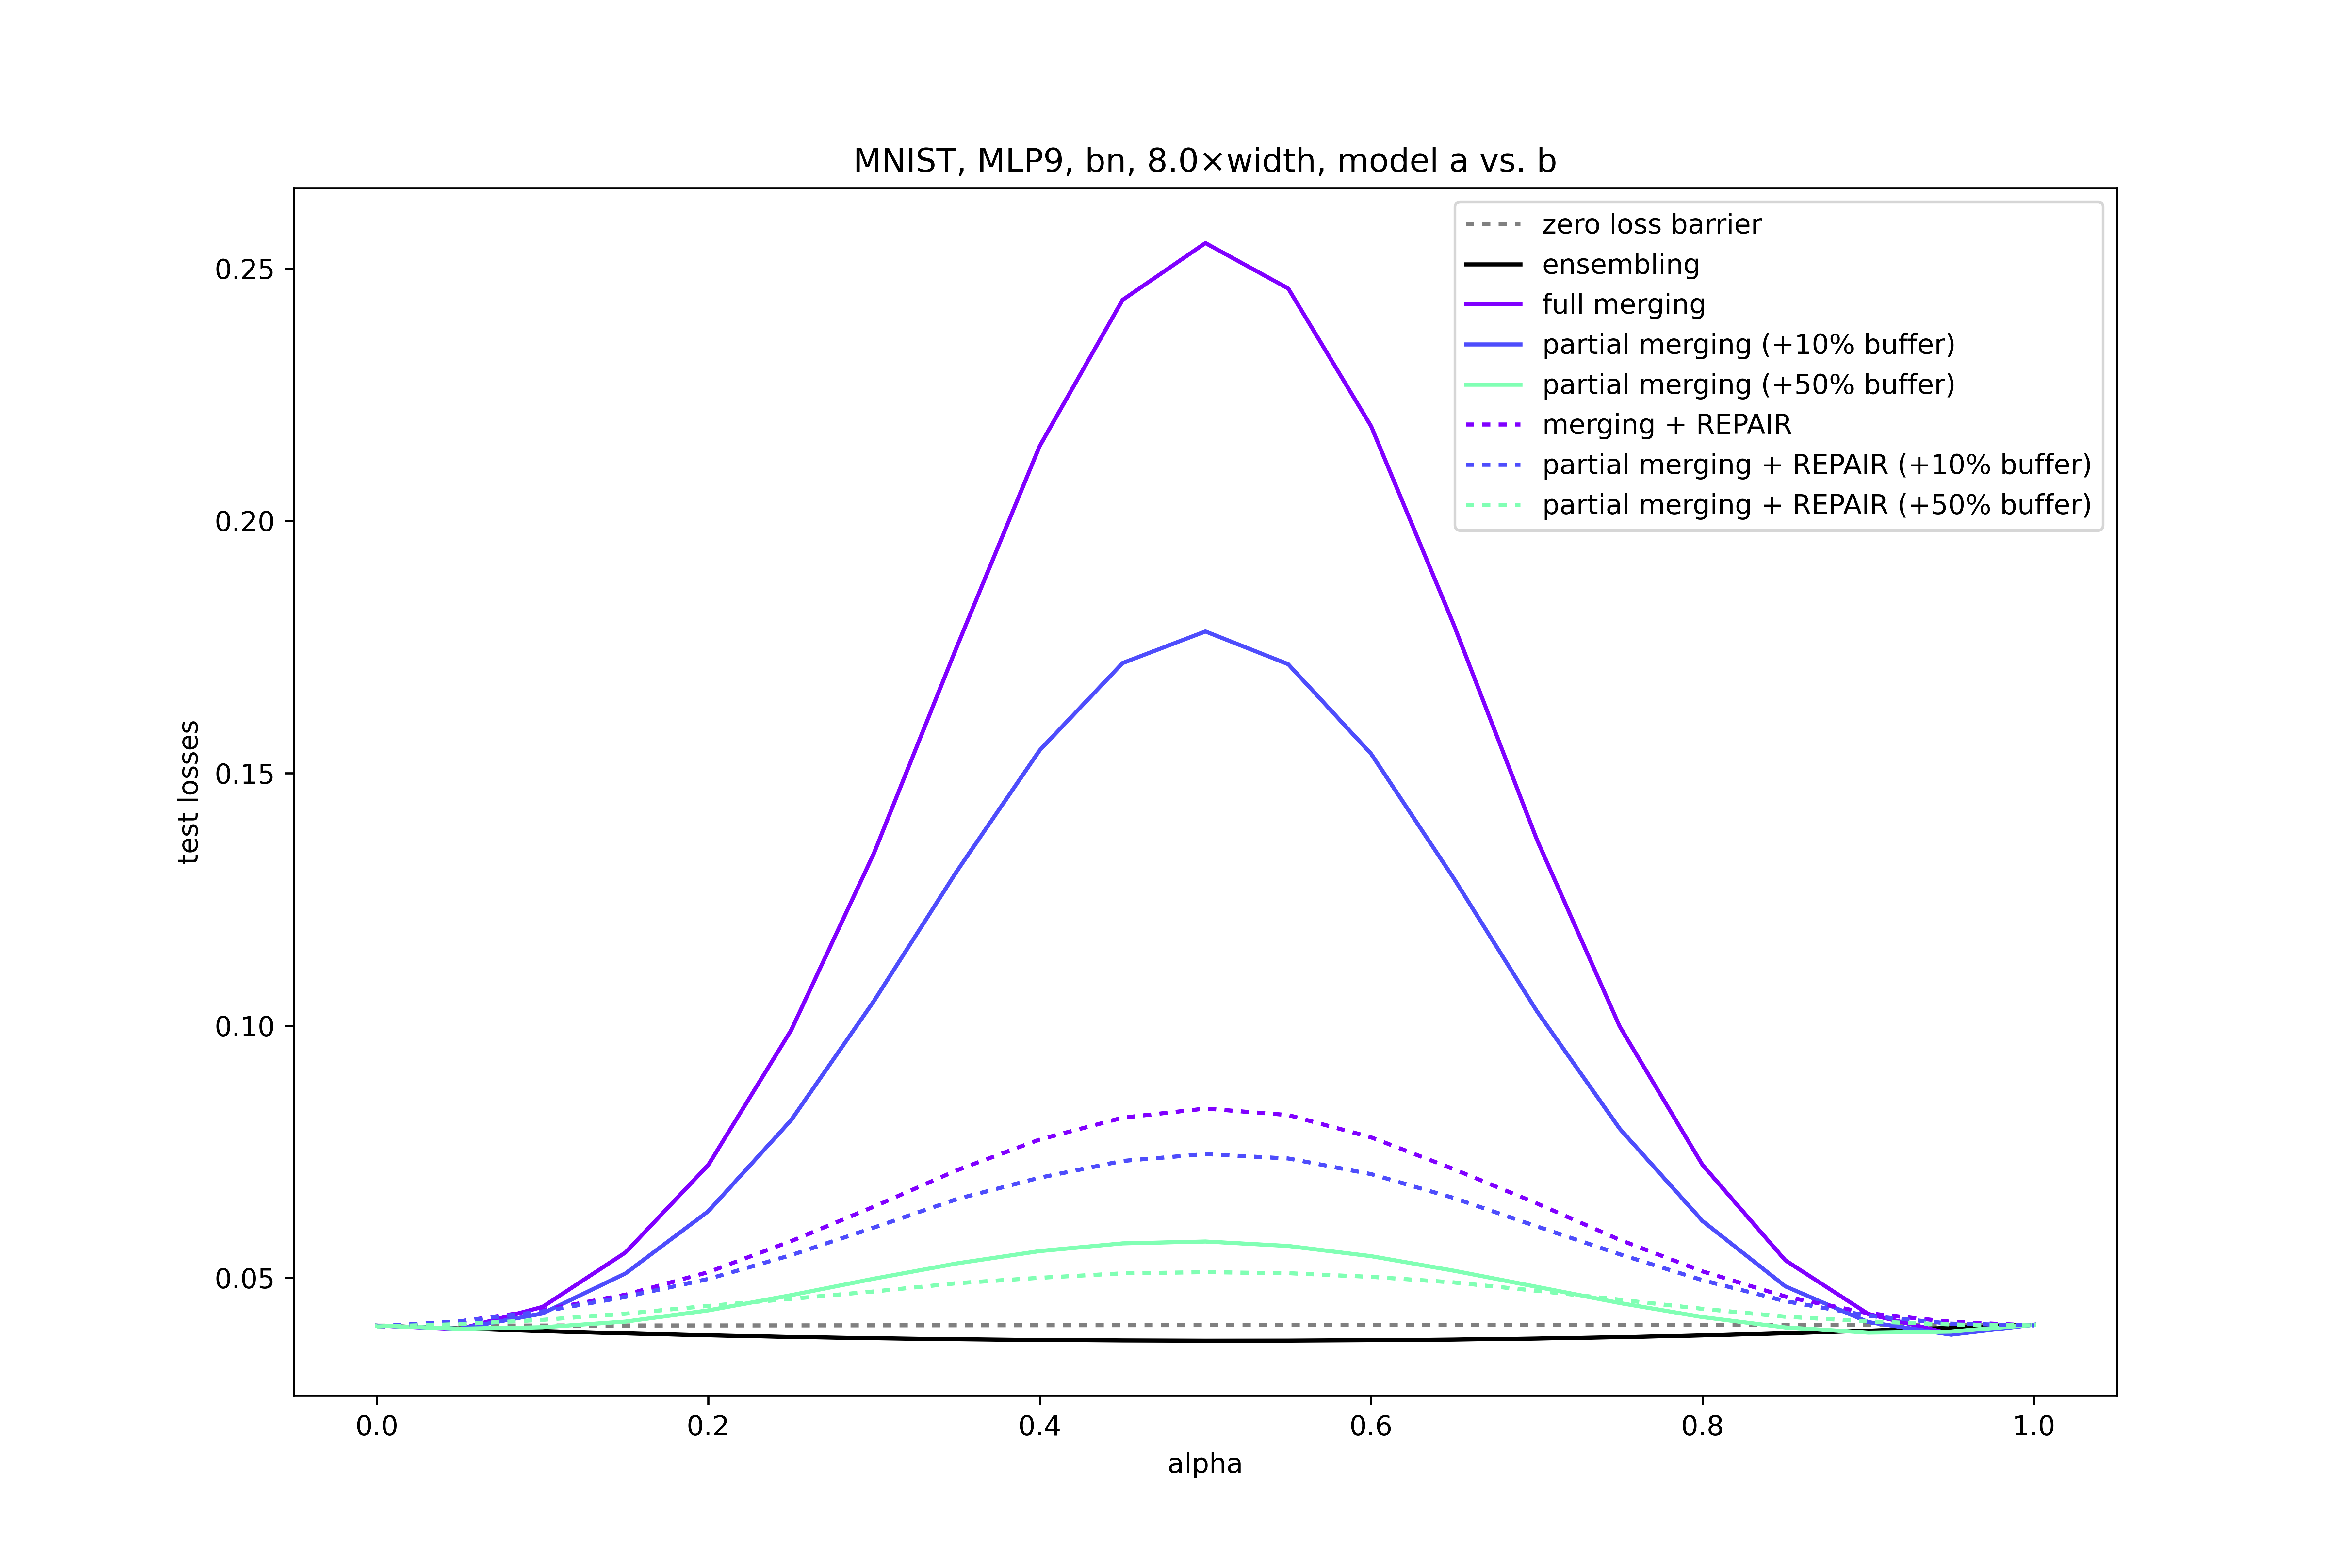 MNIST, MLP9, bn, 8.0×width, model a vs. b
zero loss barrier
ensembling
full merging
partial merging (+10% buffer)
partial merging (+50% buffer)
merging + REPAIR
partial merging + REPAIR (+10% buffer)
partial merging + REPAIR (+50% buffer)
test losses
0.25
0.20
0.15
0.10
0.05
0.0 0.2 0.4 0.6 0.8 1.0
alpha